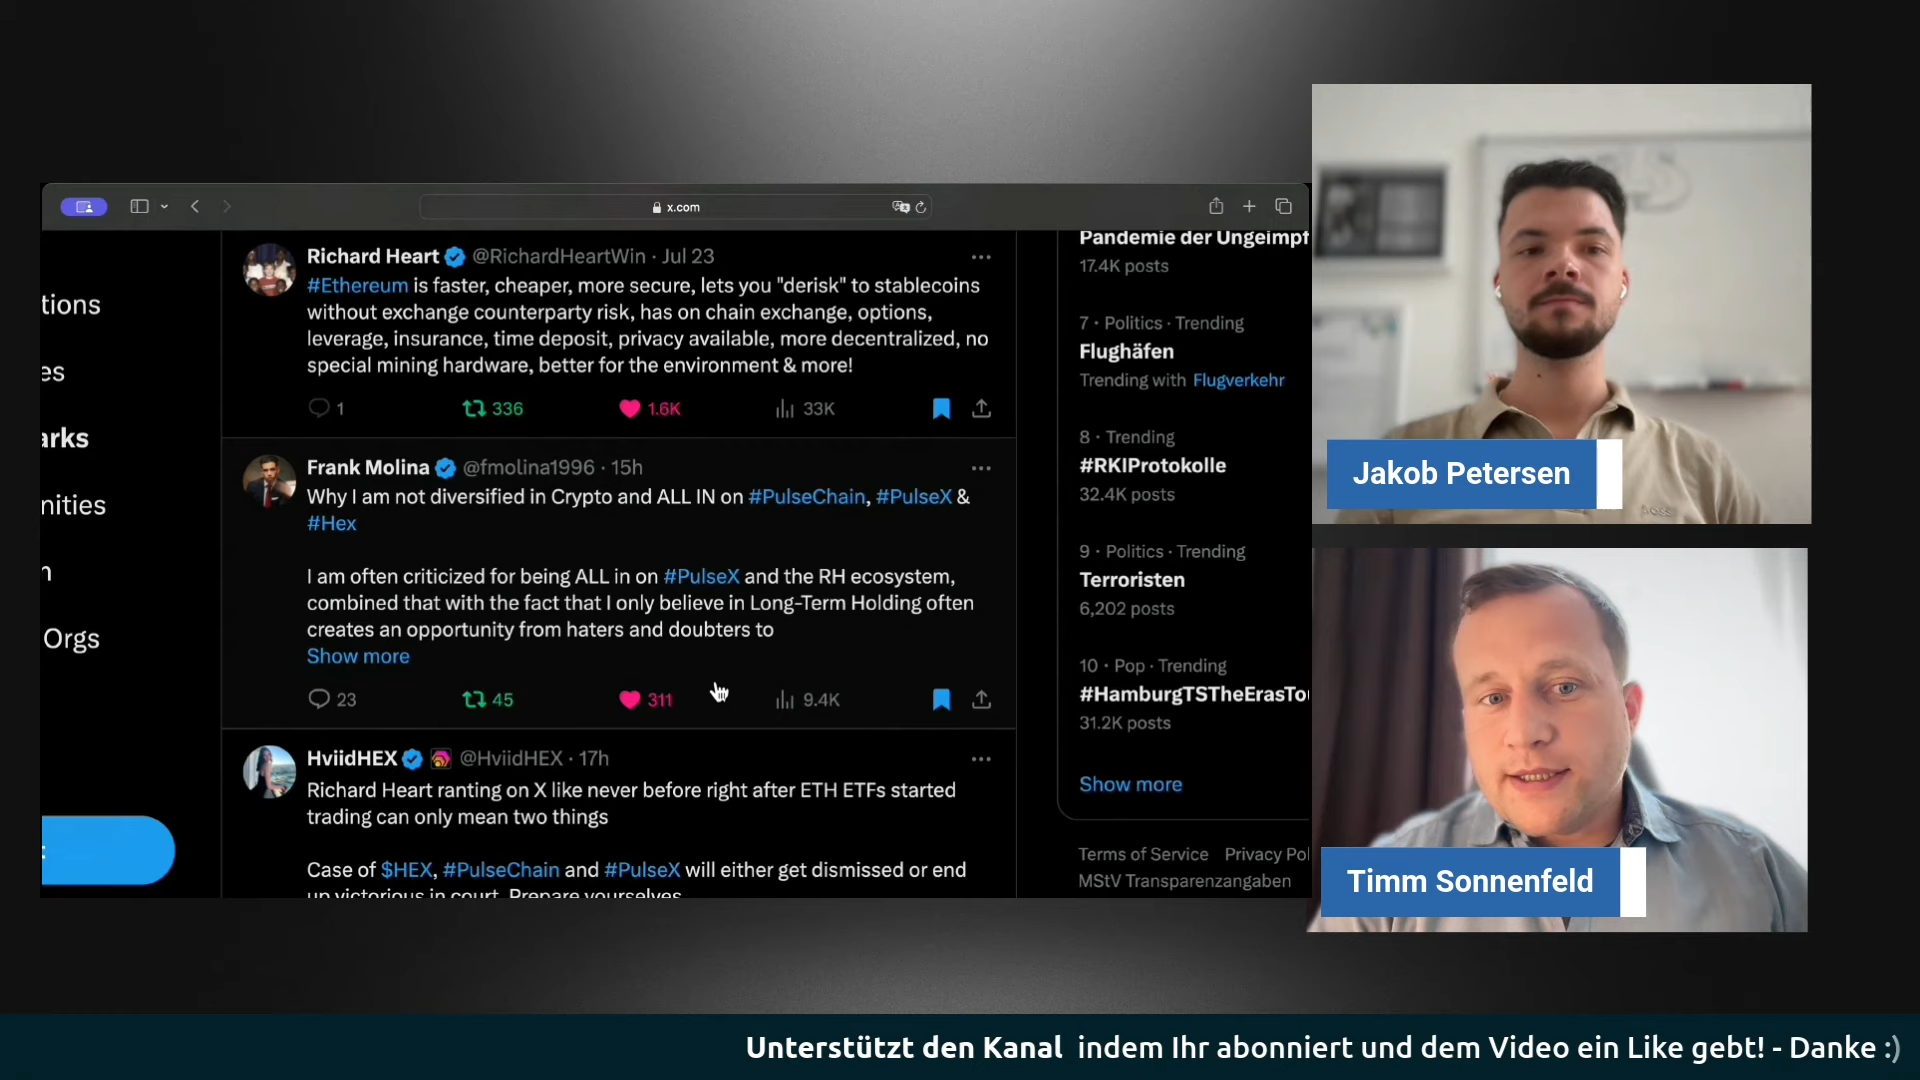 x.com
tions
es
arks
nities
n
Orgs
Richard Heart @RichardHeartWin · Jul 23
#Ethereum is faster, cheaper, more secure, lets you "derisk" to stablecoins
without exchange counterparty risk, has on chain exchange, options,
leverage, insurance, time deposit, privacy available, more decentralized, no
special mining hardware, better for the environment & more!
1 336 1.6K 33K
Frank Molina @fmolina1996 · 15h
Why I am not diversified in Crypto and ALL IN on #PulseChain, #PulseX &
#Hex
I am often criticized for being ALL in on #PulseX and the RH ecosystem,
combined that with the fact that I only believe in Long-Term Holding often
creates an opportunity from haters and doubters to
Show more
23 45 311 9.4K
HviidHEX @HviidHEX · 17h
Richard Heart ranting on X like never before right after ETH ETFs started
trading can only mean two things
Case of $HEX, #PulseChain and #PulseX will either get dismissed or end
up victorious in court. Prepare yourselves
Pandemie der Ungeimpf
17.4K posts
7 · Politics · Trending
Flughäfen
Trending with Flugverkehr
8 · Trending
#RKIProtokolle
32.4K posts
9 · Politics · Trending
Terroristen
6,202 posts
10 · Pop · Trending
#HamburgTSTheErasTo
31.2K posts
Show more
Terms of Service Privacy Pol
MStV Transparenzangaben
Jakob Petersen
Timm Sonnenfeld
Unterstützt den Kanal indem Ihr abonniert und dem Video ein Like gebt! - Danke :)